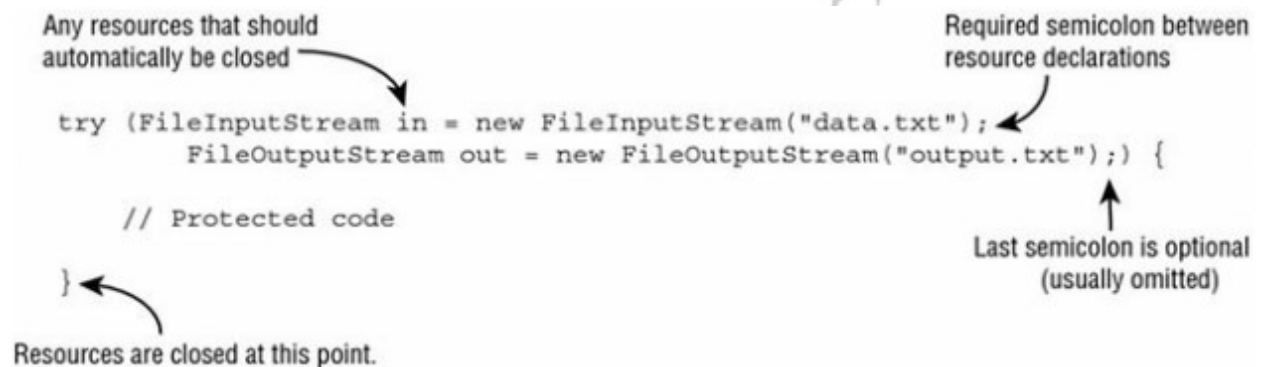 Any resources that should
automatically be closed
Required semicolon between
resource declarations
try (FileInputStream in = new FileInputStream("data.txt");
FileOutputStream out = new FileOutputStream("output.txt");) {
// Protected code
Last semicolon is optional
(usually omitted)
}
Resources are closed at this point.